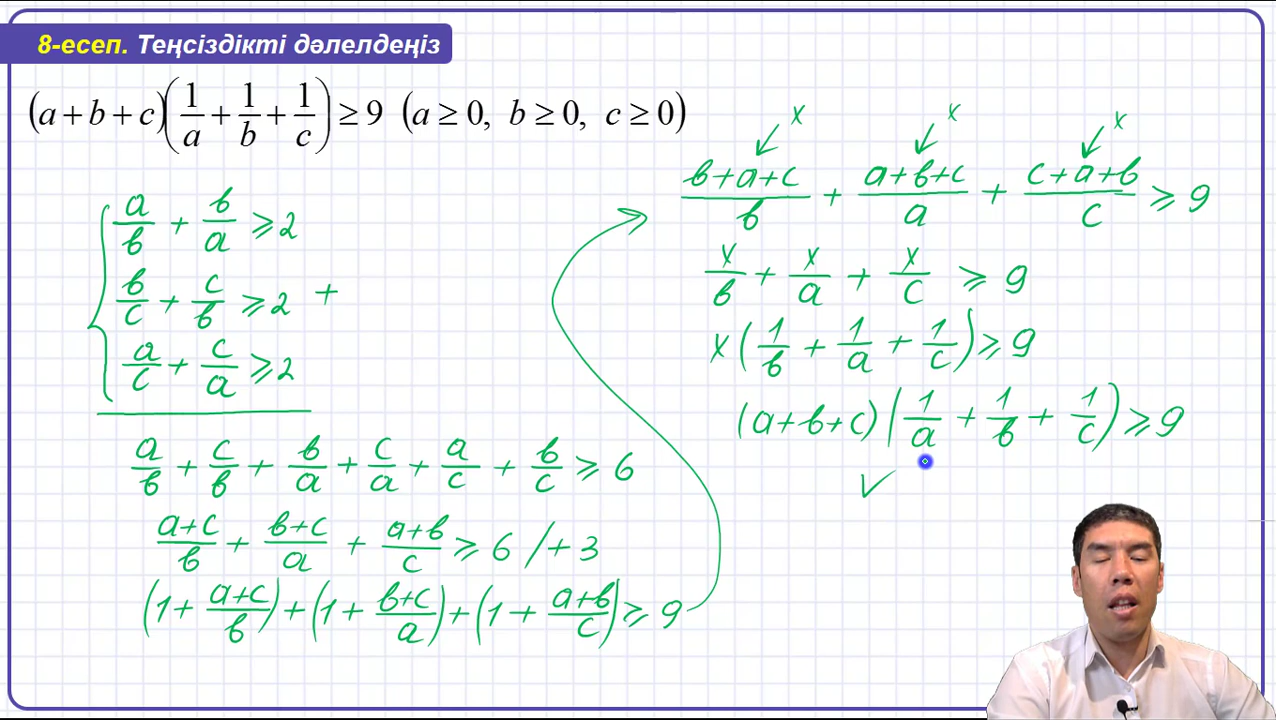 8-есеп. Теңсіздікті дәлелдеңіз
(a+b+c)(1/a + 1/b + 1/c) ≥ 9 (a ≥ 0, b ≥ 0, c ≥ 0)
a/в + в/a ≥ 2
в/c + c/в ≥ 2 +
a/c + c/a ≥ 2
a/в + c/в + в/a + c/a + a/c + в/c ≥ 6
(a+c)/в + (в+c)/a + (a+в)/c ≥ 6 /+3
(1 + (a+c)/в) + (1 + (в+c)/a) + (1 + (a+в)/c) ≥ 9
x x x
(в+a+c)/в + (a+в+c)/a + (c+a+в)/c ≥ 9
x/в + x/a + x/c ≥ 9
x(1/в + 1/a + 1/c) ≥ 9
(a+в+c)(1/a + 1/в + 1/c) ≥ 9